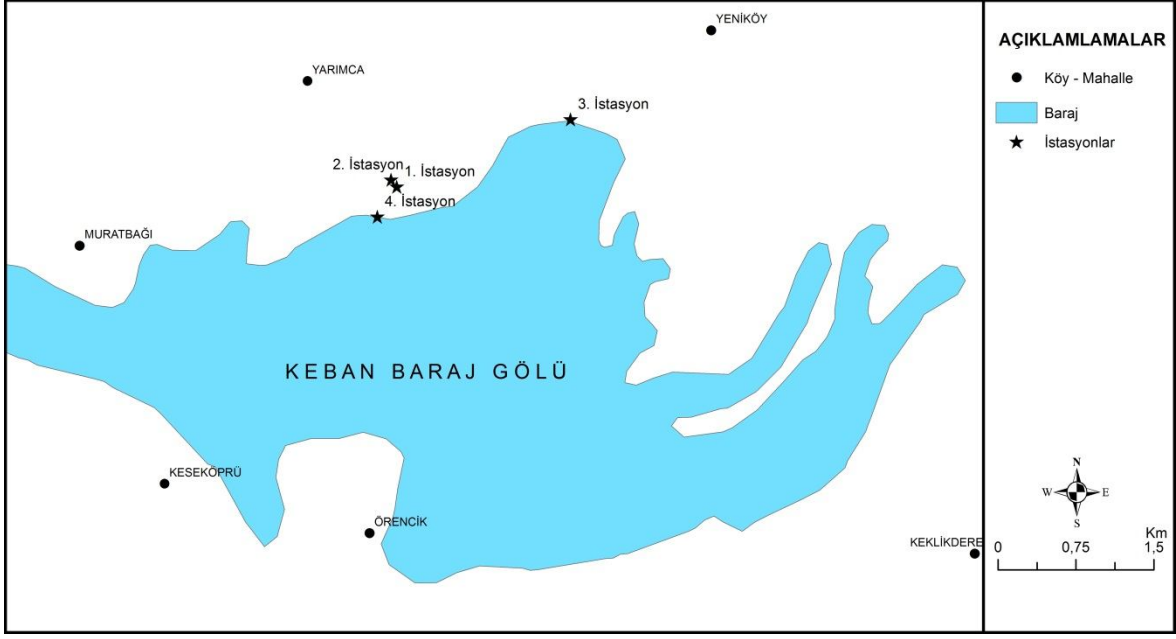 YENİKÖY
YARIMCA
3. İstasyon
2. İstasyon
1. İstasyon
4. İstasyon
MURATBAĞI
KEBAN BARAJ GÖLÜ
KESEKÖPRÜ
ÖRENCİK
KEKLİKDERE
AÇIKLAMLAMALAR
Köy - Mahalle
Baraj
İstasyonlar
N
W E
S
Km
0 0,75 1,5